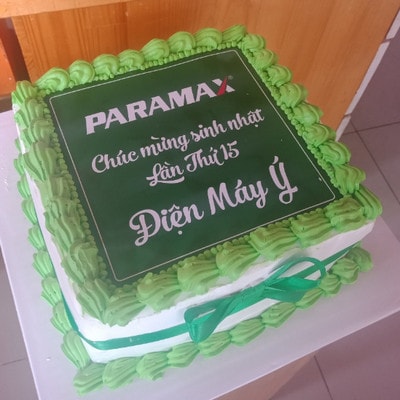 PARAMAX
Chúc mừng sinh nhật
Lần Thứ 15
Điện Máy Ý